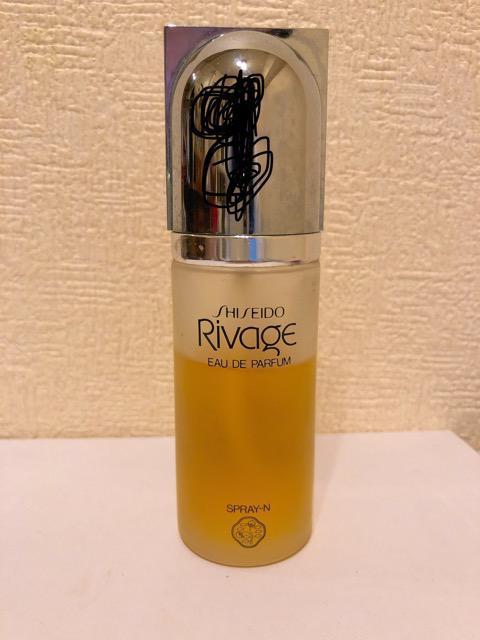 SHISEIDO
Rivage
EAU DE PARFUM
SPRAY-N